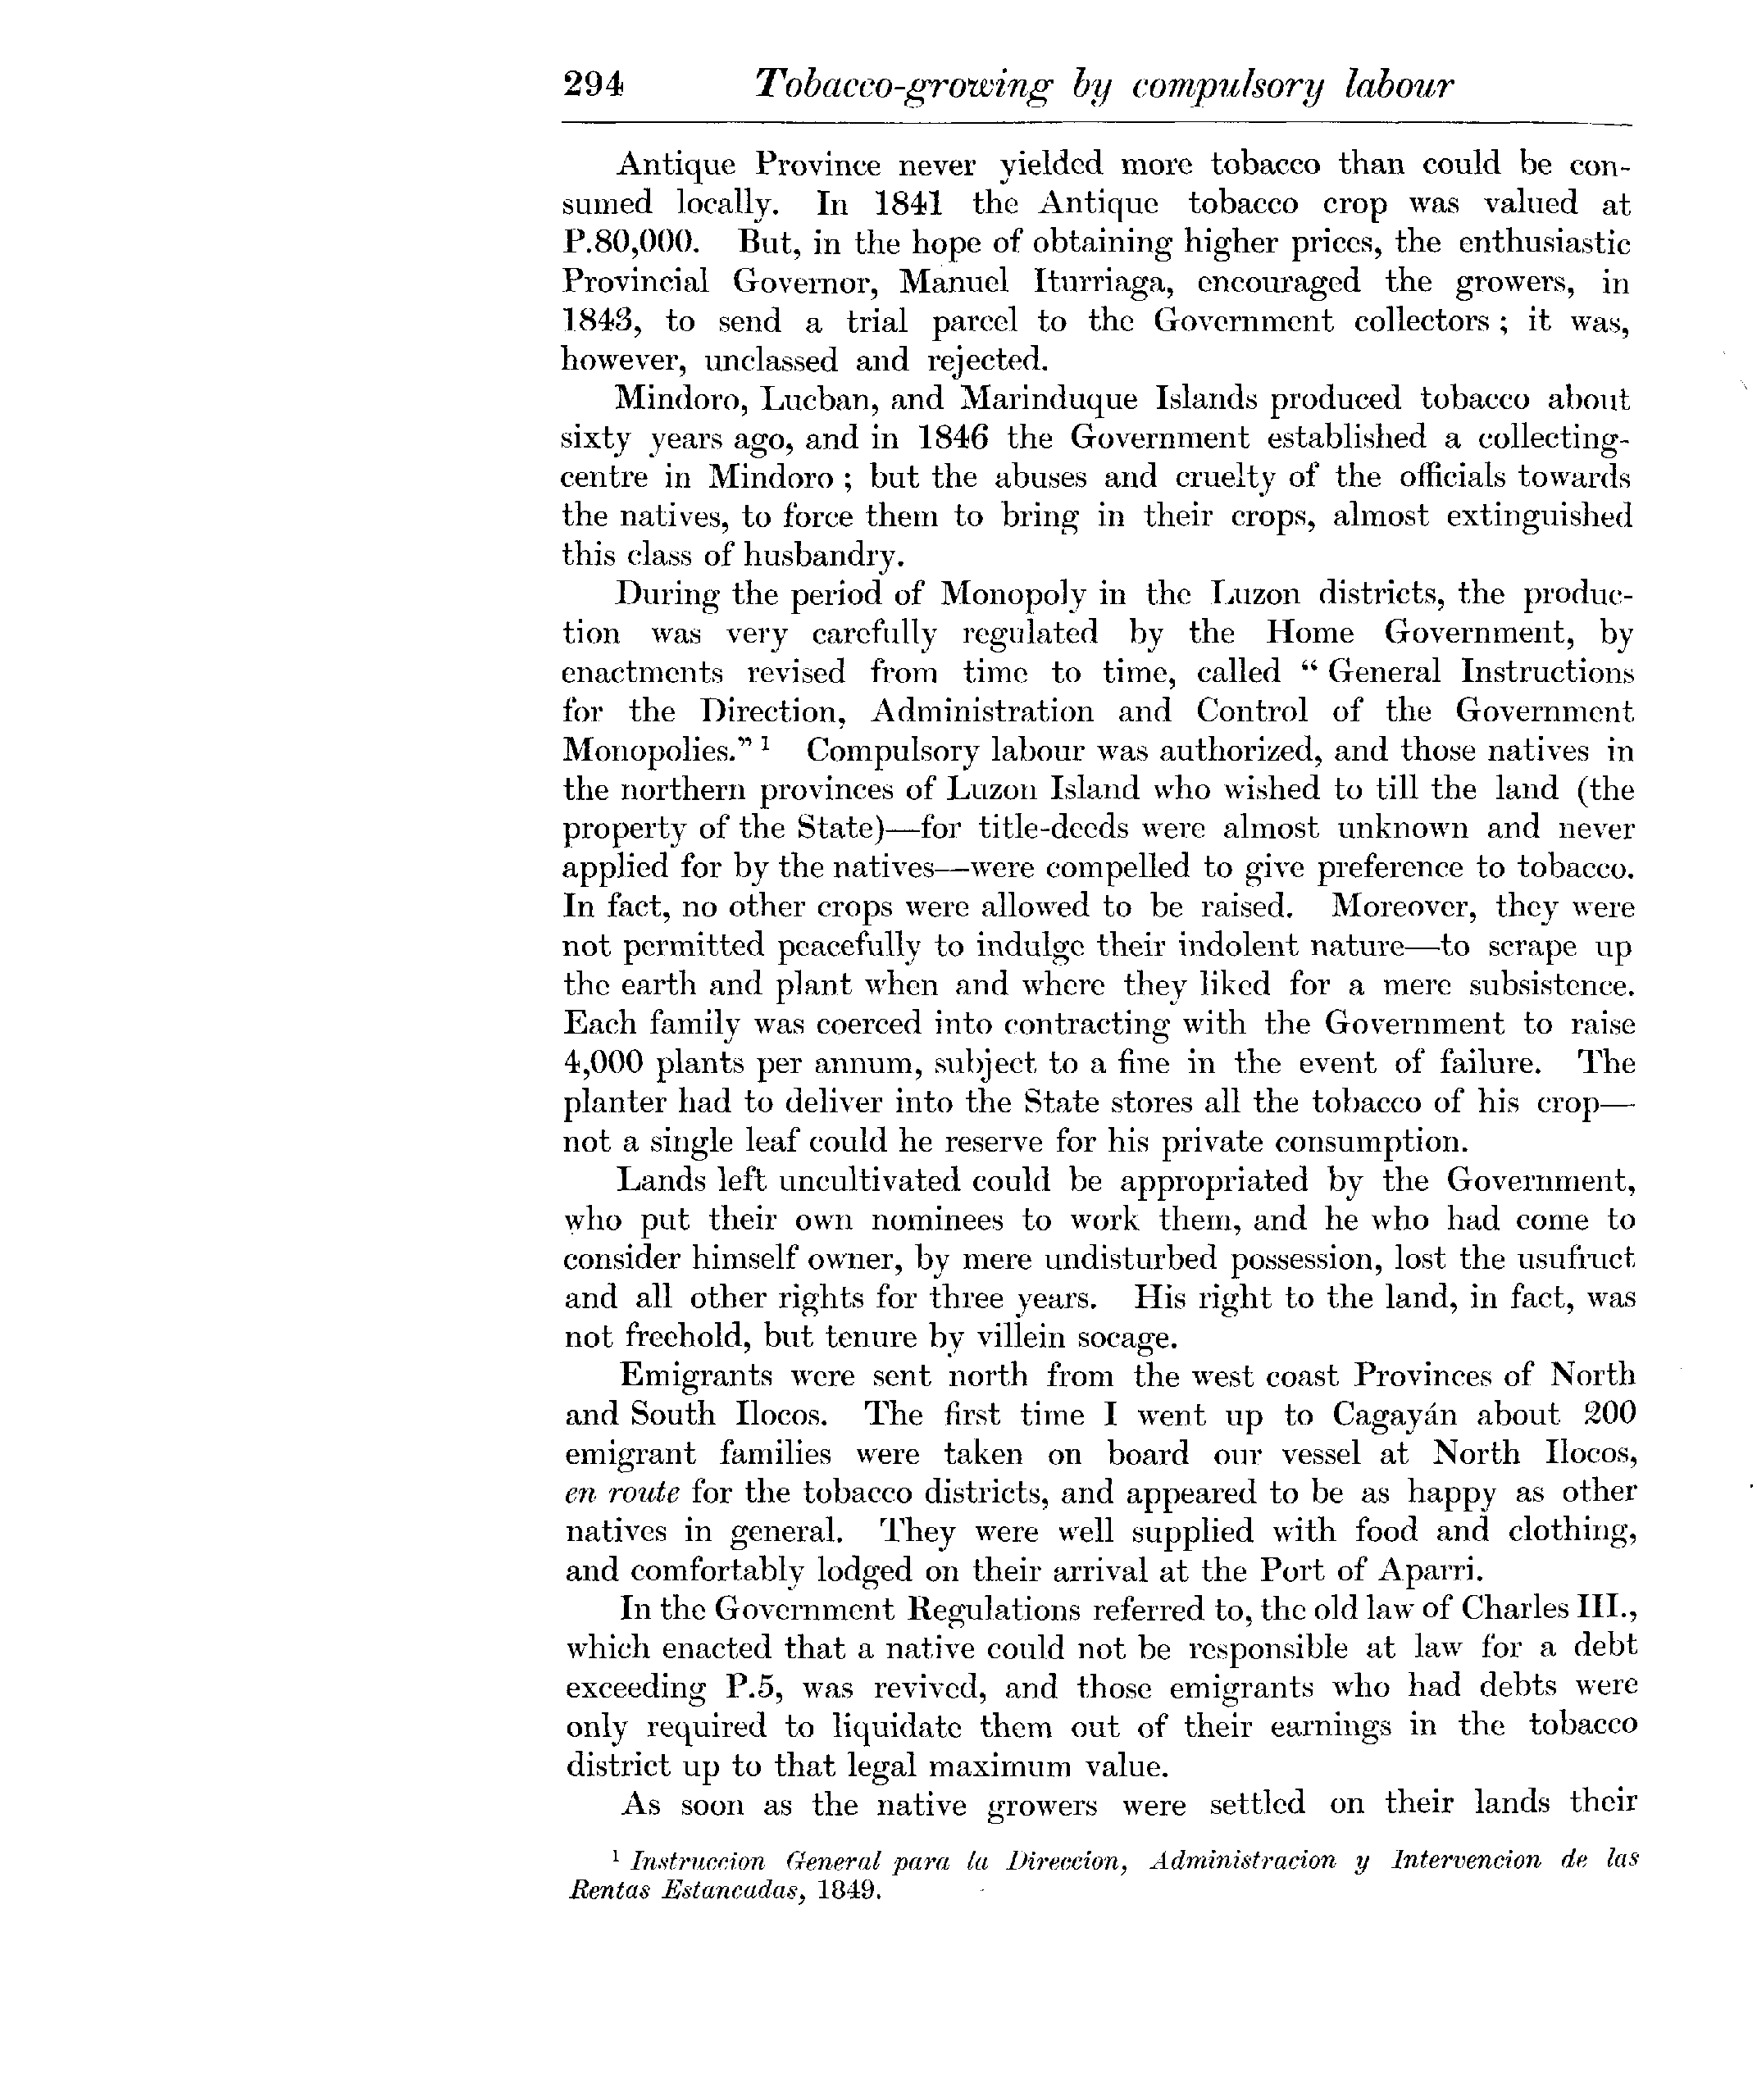 294 Tobacco-growing by compulsory labour
Antique Province never yielded more tobacco than could be con-
sumed locally. In 1841 the Antique tobacco crop was valued at
P.80,000. But, in the hope of obtaining higher prices, the enthusiastic
Provincial Governor, Manuel Iturriaga, encouraged the growers, in
1843, to send a trial parcel to the Government collectors ; it was,
however, unclassed and rejected.
Mindoro, Lucban, and Marinduque Islands produced tobacco about
sixty years ago, and in 1846 the Government established a collecting-
centre in Mindoro ; but the abuses and cruelty of the officials towards
the natives, to force them to bring in their crops, almost extinguished
this class of husbandry.
During the period of Monopoly in the Luzon districts, the produc-
tion was very carefully regulated by the Home Government, by
enactments revised from time to time, called “ General Instructions
for the Direction, Administration and Control of the Government
Monopolies.” 1 Compulsory labour was authorized, and those natives in
the northern provinces of Luzon Island who wished to till the land (the
property of the State)—for title-deeds were almost unknown and never
applied for by the natives—were compelled to give preference to tobacco.
In fact, no other crops were allowed to be raised. Moreover, they were
not permitted peacefully to indulge their indolent nature—to scrape up
the earth and plant when and where they liked for a mere subsistence.
Each family was coerced into contracting with the Government to raise
4,000 plants per annum, subject to a fine in the event of failure. The
planter had to deliver into the State stores all the tobacco of his crop—
not a single leaf could he reserve for his private consumption.
Lands left uncultivated could be appropriated by the Government,
who put their own nominees to work them, and he who had come to
consider himself owner, by mere undisturbed possession, lost the usufruct
and all other rights for three years. His right to the land, in fact, was
not freehold, but tenure by villein socage.
Emigrants were sent north from the west coast Provinces of North
and South Ilocos. The first time I went up to Cagayán about 200
emigrant families were taken on board our vessel at North Ilocos,
en route for the tobacco districts, and appeared to be as happy as other
natives in general. They were well supplied with food and clothing,
and comfortably lodged on their arrival at the Port of Aparri.
In the Government Regulations referred to, the old law of Charles III.,
which enacted that a native could not be responsible at law for a debt
exceeding P.5, was revived, and those emigrants who had debts were
only required to liquidate them out of their earnings in the tobacco
district up to that legal maximum value.
As soon as the native growers were settled on their lands their
1 Instruccion General para la Direccion, Administracion y Intervencion de las
Rentas Estancadas, 1849.